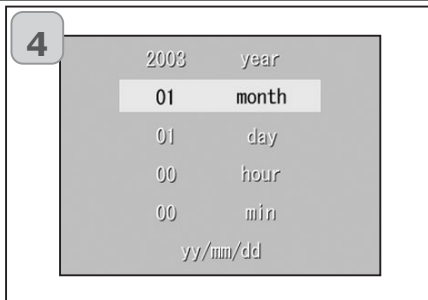 4
2003 year
01 month
01 day
00 hour
00 min
yy/mm/dd